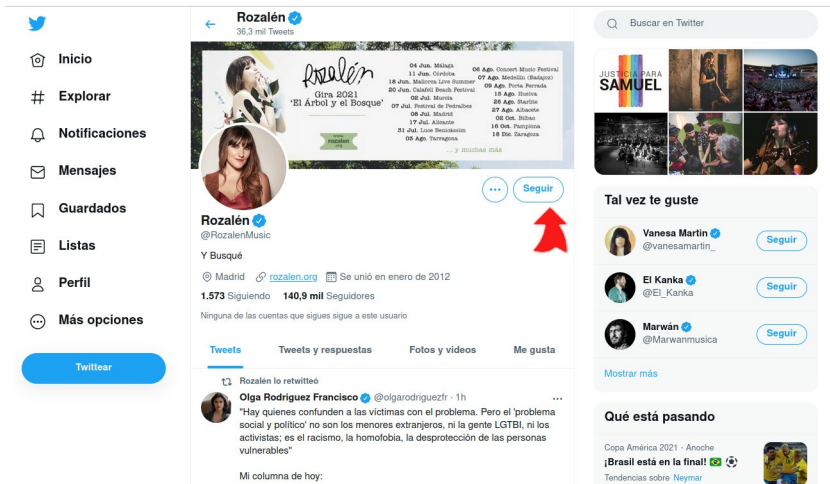 Rozalén
36,3 mil Tweets
Buscar en Twitter
Inicio
Explorar
Notificaciones
Mensajes
Guardados
Listas
Perfil
Más opciones
Twittear
Rozalén
Gira 2021
'El Árbol y el Bosque'
rozalen
.org
04 Jun. Málaga
11 Jun. Córdoba
18 Jun. Mallorca Live Summer
20 Jun. Calafell Beach Festival
02 Jul. Murcia
07 Jul. Festival de Pedralbes
08 Jul. Madrid
17 Jul. Alicante
31 Jul. Luce Benicàssim
05 Ago. Tarragona
06 Ago. Concert Music Festival
07 Ago. Medellín (Badajoz)
09 Ago. Porta Ferrada
15 Ago. Huelva
26 Ago. Starlite
27 Ago. Albacete
02 Oct. Bilbao
16 Oct. Pamplona
18 Dic. Zaragoza
... y muchas más
Seguir
Rozalén
@RozalenMusic
Y Busqué
Madrid rozalen.org Se unió en enero de 2012
1.573 Siguiendo 140,9 mil Seguidores
Ninguna de las cuentas que sigues sigue a este usuario
Tweets Tweets y respuestas Fotos y videos Me gusta
Rozalén lo retwitteó
Olga Rodriguez Francisco @olgarodriguezfr · 1h
"Hay quienes confunden a las víctimas con el problema. Pero el 'problema
social y político' no son los menores extranjeros, ni la gente LGTBI, ni los
activistas; es el racismo, la homofobia, la desprotección de las personas
vulnerables"
Mi columna de hoy:
JUSTICIA PARA
SAMUEL
Tal vez te guste
Vanesa Martín
@vanesamartin_
Seguir
El Kanka
@El_Kanka
Seguir
Marwán
@Marwanmusica
Seguir
Mostrar más
Qué está pasando
Copa América 2021 · Anoche
¡Brasil está en la final!
Tendencias sobre Neymar